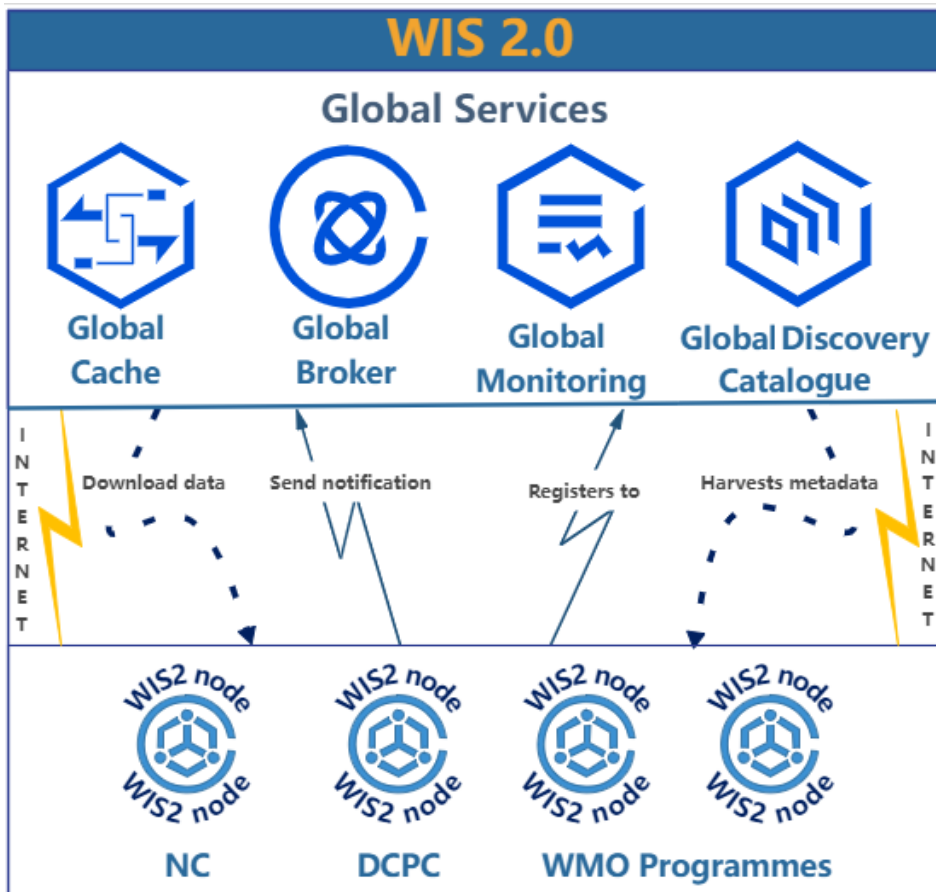 WIS 2.0
Global Services
Global
Cache
Global
Broker
Global
Monitoring
Global Discovery
Catalogue
INTERNET
Download data
Send notification
Registers to
Harvests metadata
INTERNET
WIS2 node
WIS2 node
WIS2 node
WIS2 node
WIS2 node
WIS2 node
WIS2 node
WIS2 node
NC
DCPC
WMO Programmes